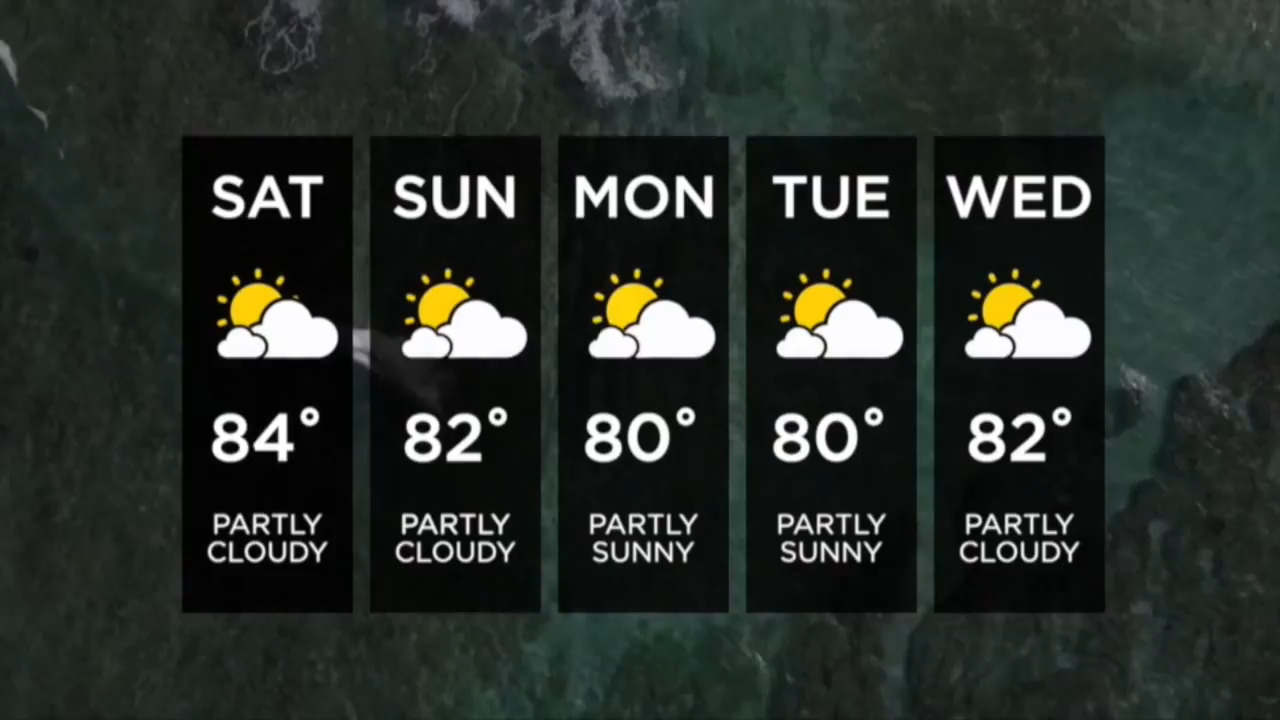 SAT
SUN
MON
TUE
WED
84°
82°
80°
80°
82°
PARTLY
CLOUDY
PARTLY
CLOUDY
PARTLY
SUNNY
PARTLY
SUNNY
PARTLY
CLOUDY